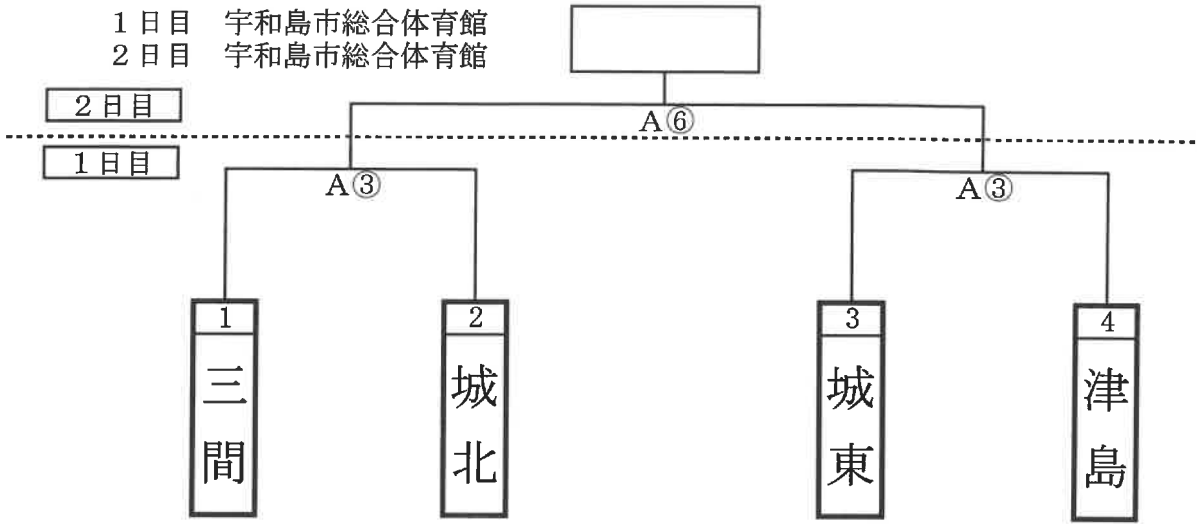 1日目　宇和島市総合体育館
2日目　宇和島市総合体育館
2日目
A⑥
1日目
A③
A③
1
2
3
4
三間
城北
城東
津島